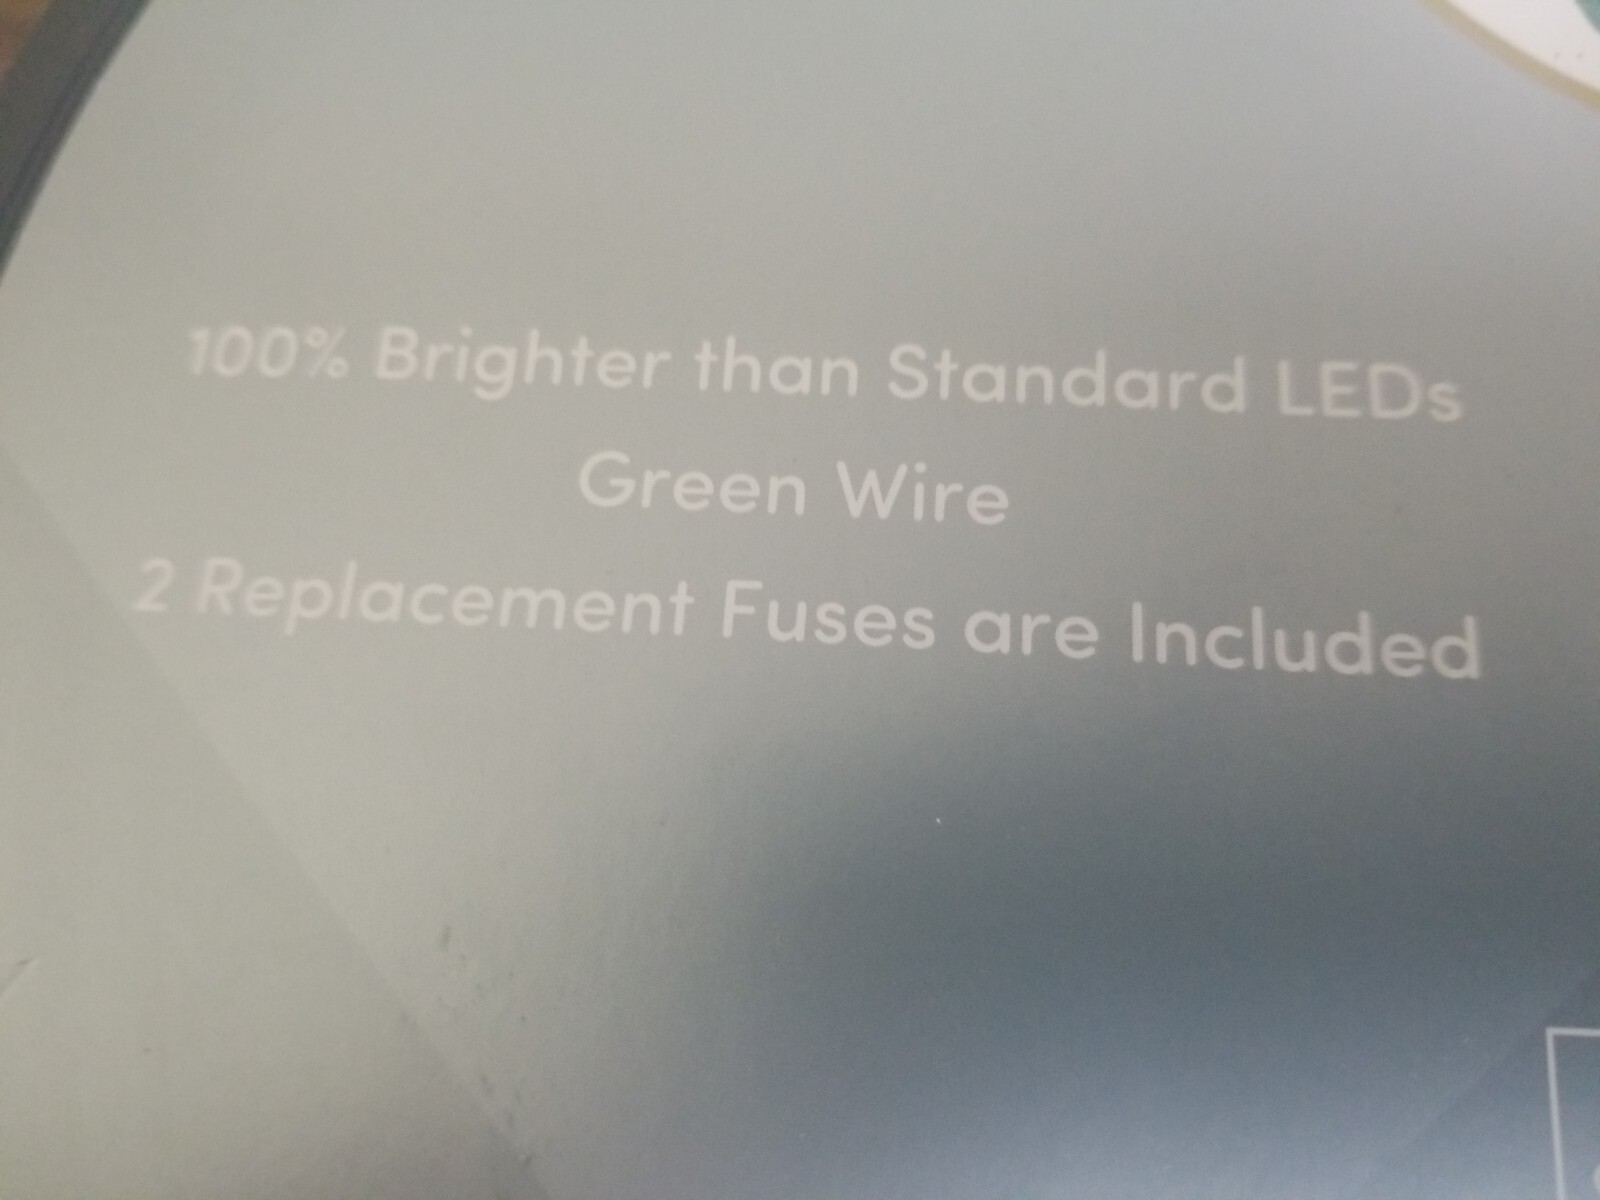 100% Brighter than Standard LEDs
Green Wire
2 Replacement Fuses are Included